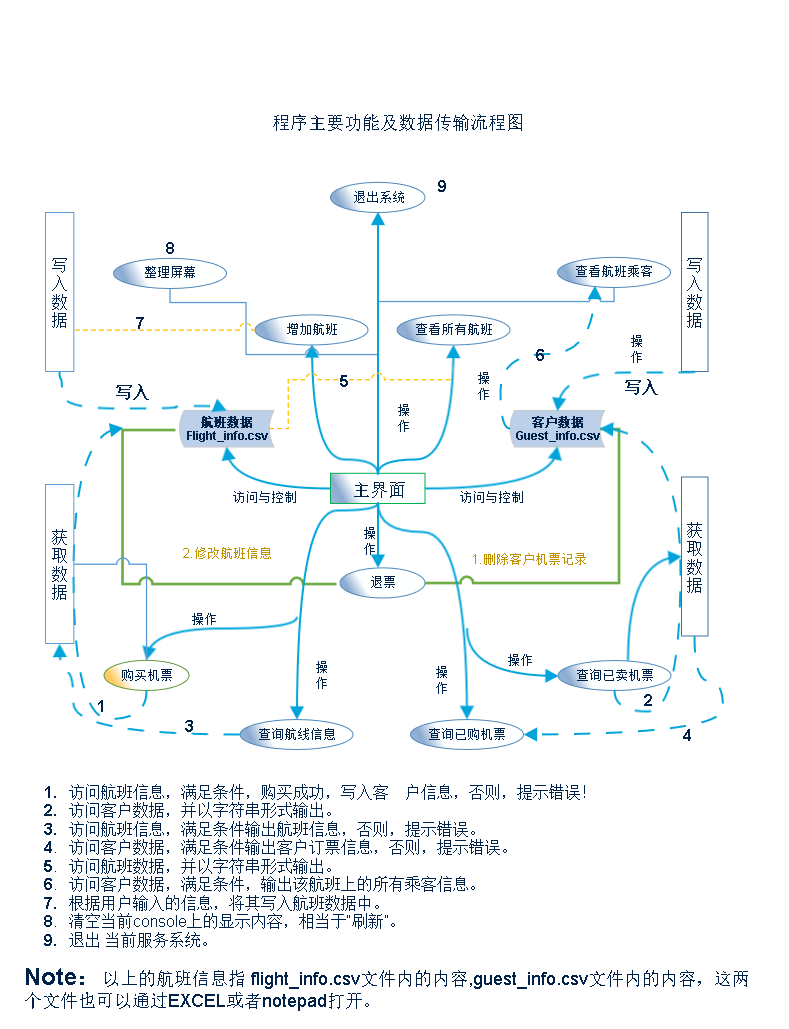 程序主要功能及数据传输流程图
退出系统
9
8
整理屏幕
查看航班乘客
写入数据
写入数据
7
增加航班
查看所有航班
6
操作
5
操作
操作
写入
写入
航班数据
Flight_info.csv
客户数据
Guest_info.csv
主界面
访问与控制
访问与控制
操作
获取数据
获取数据
2.修改航班信息
1.删除客户机票记录
退票
操作
操作
购买机票
操作
操作
查询已卖机票
1
2
3
查询航线信息
查询已购机票
4
1. 访问航班信息，满足条件，购买成功，写入客 户信息，否则，提示错误！
2. 访问客户数据，并以字符串形式输出。
3. 访问航班信息，满足条件输出航班信息，否则，提示错误。
4. 访问客户数据，满足条件输出客户订票信息，否则，提示错误。
5. 访问航班数据，并以字符串形式输出。
6. 访问客户数据，满足条件，输出该航班上的所有乘客信息。
7. 根据用户输入的信息，将其写入航班数据中。
8. 清空当前console上的显示内容，相当于“刷新”。
9. 退出 当前服务系统。
Note： 以上的航班信息指 flight_info.csv文件内的内容,guest_info.csv文件内的内容，这两
个文件也可以通过EXCEL或者notepad打开。